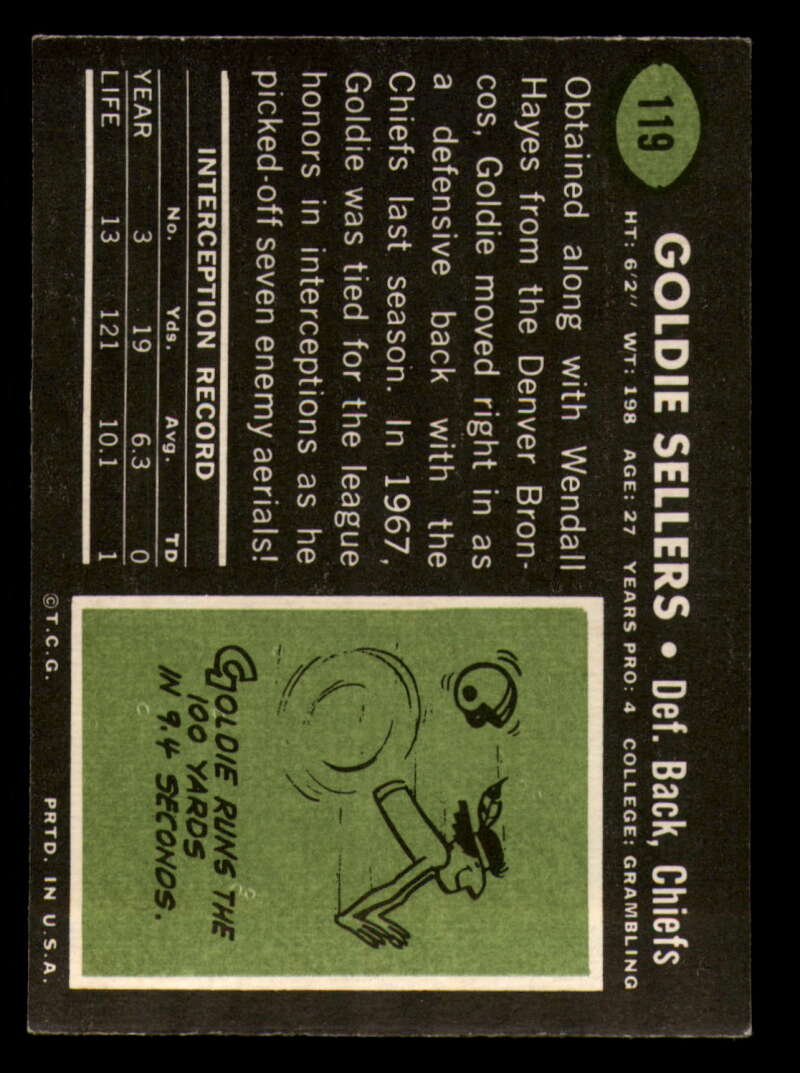 119
GOLDIE SELLERS • Def. Back, Chiefs
HT: 6'2" WT: 198 AGE: 27 YEARS PRO: 4 COLLEGE: GRAMBLING
Obtained along with Wendall
Hayes from the Denver Bron-
cos, Goldie moved right in as
a defensive back with the
Chiefs last season. In 1967,
Goldie was tied for the league
honors in interceptions as he
picked-off seven enemy aerials!
INTERCEPTION RECORD
No. Yds. Avg. TD
YEAR 3 19 6.3 0
LIFE 13 121 10.1 1
GOLDIE RUNS THE
100 YARDS
IN 9.4 SECONDS.
©T.C.G. PRTD. IN U.S.A.